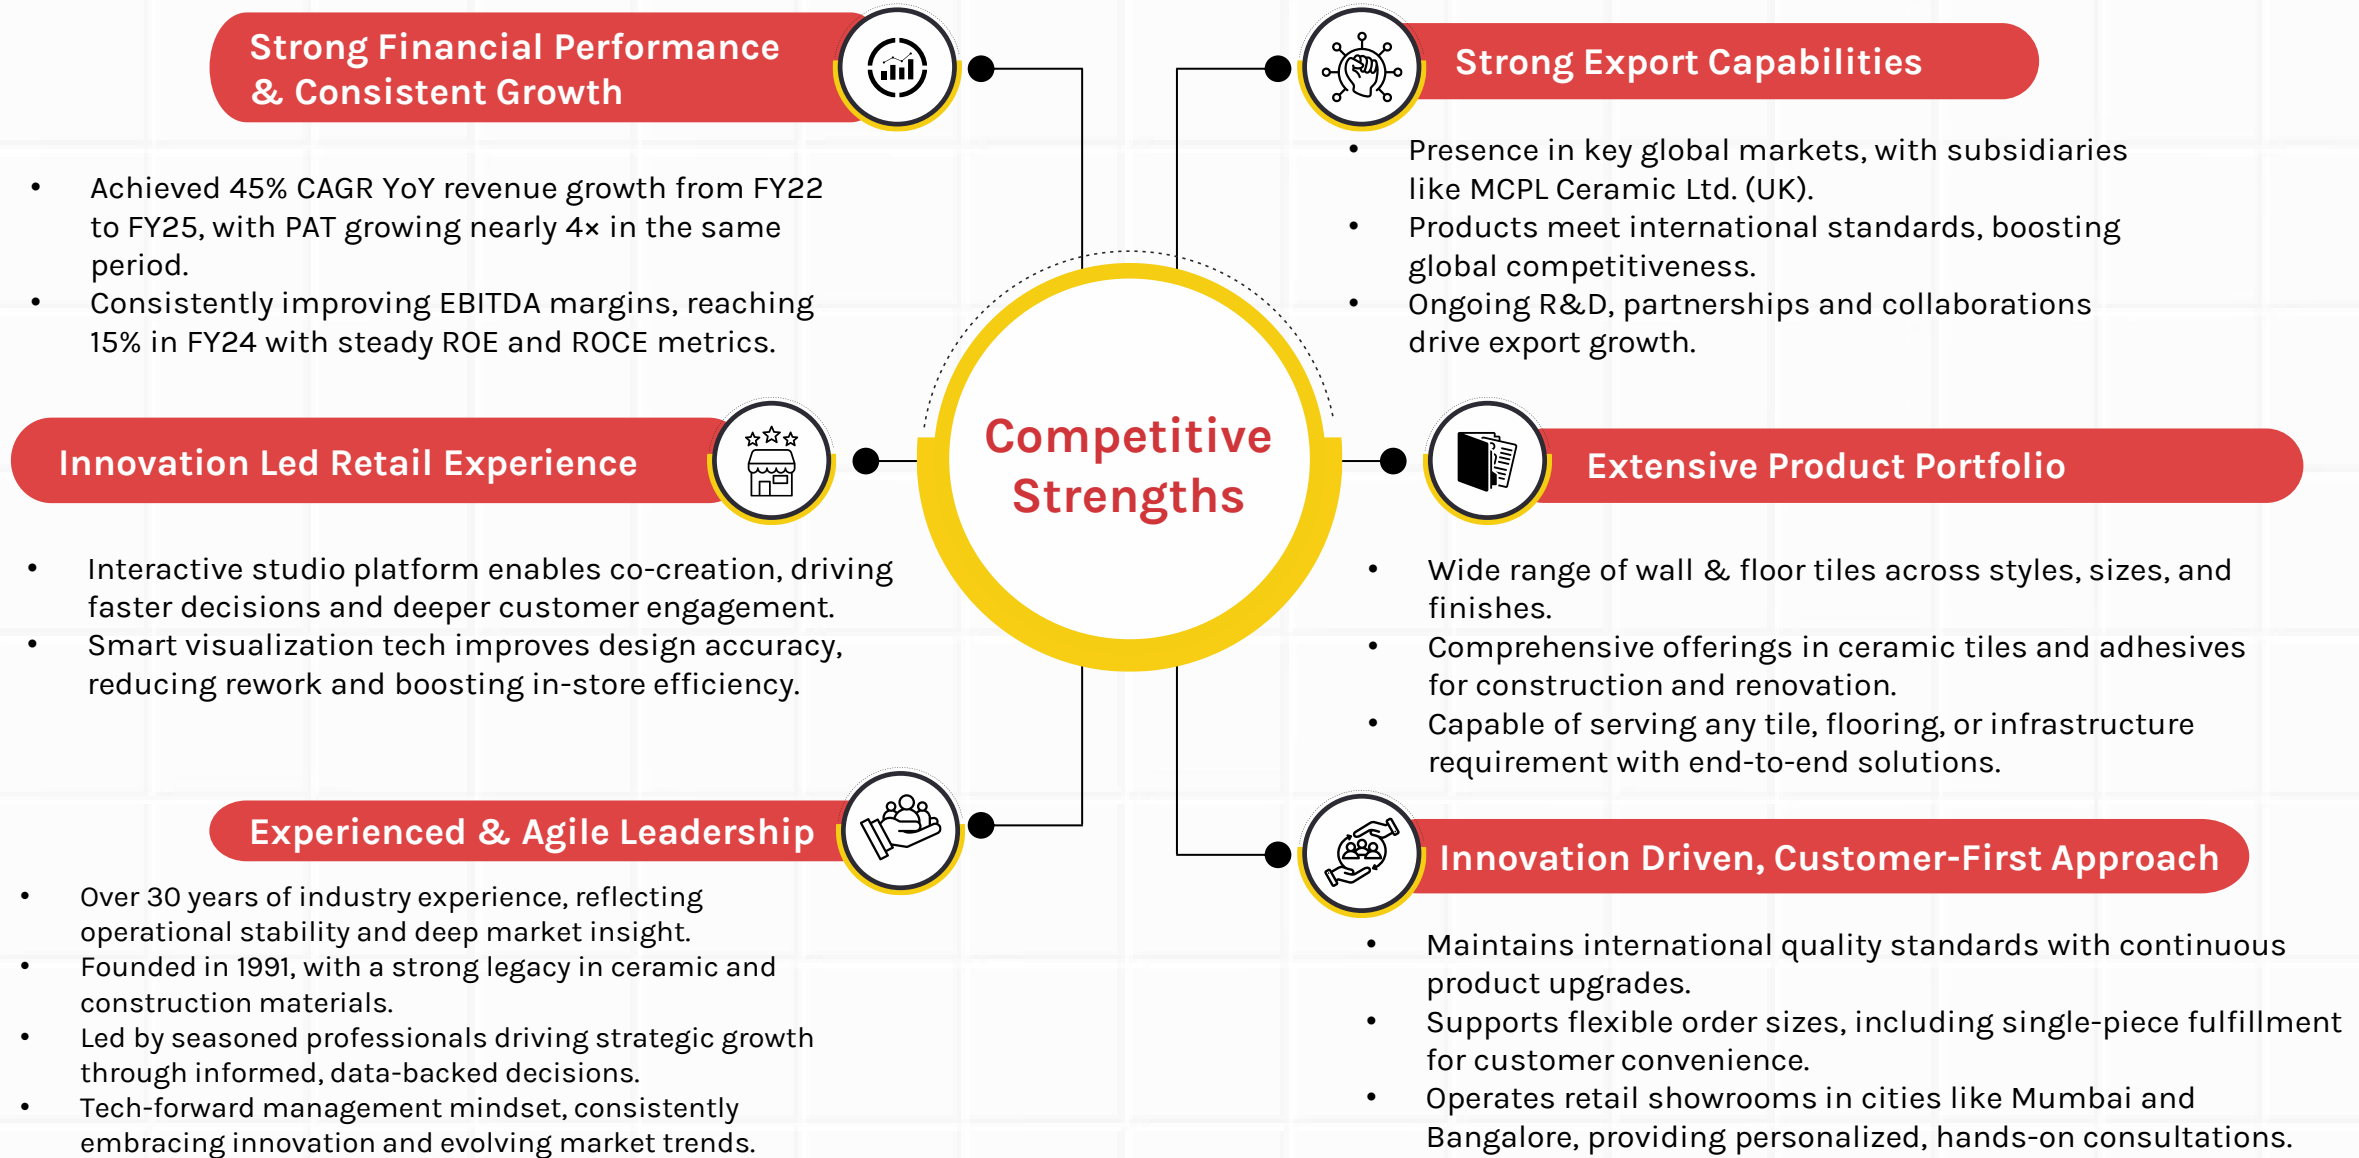 Strong Financial Performance
& Consistent Growth
• Achieved 45% CAGR YoY revenue growth from FY22
to FY25, with PAT growing nearly 4× in the same
period.
• Consistently improving EBITDA margins, reaching
15% in FY24 with steady ROE and ROCE metrics.
Innovation Led Retail Experience
• Interactive studio platform enables co-creation, driving
faster decisions and deeper customer engagement.
• Smart visualization tech improves design accuracy,
reducing rework and boosting in-store efficiency.
Experienced & Agile Leadership
• Over 30 years of industry experience, reflecting
operational stability and deep market insight.
• Founded in 1991, with a strong legacy in ceramic and
construction materials.
• Led by seasoned professionals driving strategic growth
through informed, data-backed decisions.
• Tech-forward management mindset, consistently
embracing innovation and evolving market trends.
Competitive
Strengths
Strong Export Capabilities
• Presence in key global markets, with subsidiaries
like MCPL Ceramic Ltd. (UK).
• Products meet international standards, boosting
global competitiveness.
• Ongoing R&D, partnerships and collaborations
drive export growth.
Extensive Product Portfolio
• Wide range of wall & floor tiles across styles, sizes, and
finishes.
• Comprehensive offerings in ceramic tiles and adhesives
for construction and renovation.
• Capable of serving any tile, flooring, or infrastructure
requirement with end-to-end solutions.
Innovation Driven, Customer-First Approach
• Maintains international quality standards with continuous
product upgrades.
• Supports flexible order sizes, including single-piece fulfillment
for customer convenience.
• Operates retail showrooms in cities like Mumbai and
Bangalore, providing personalized, hands-on consultations.